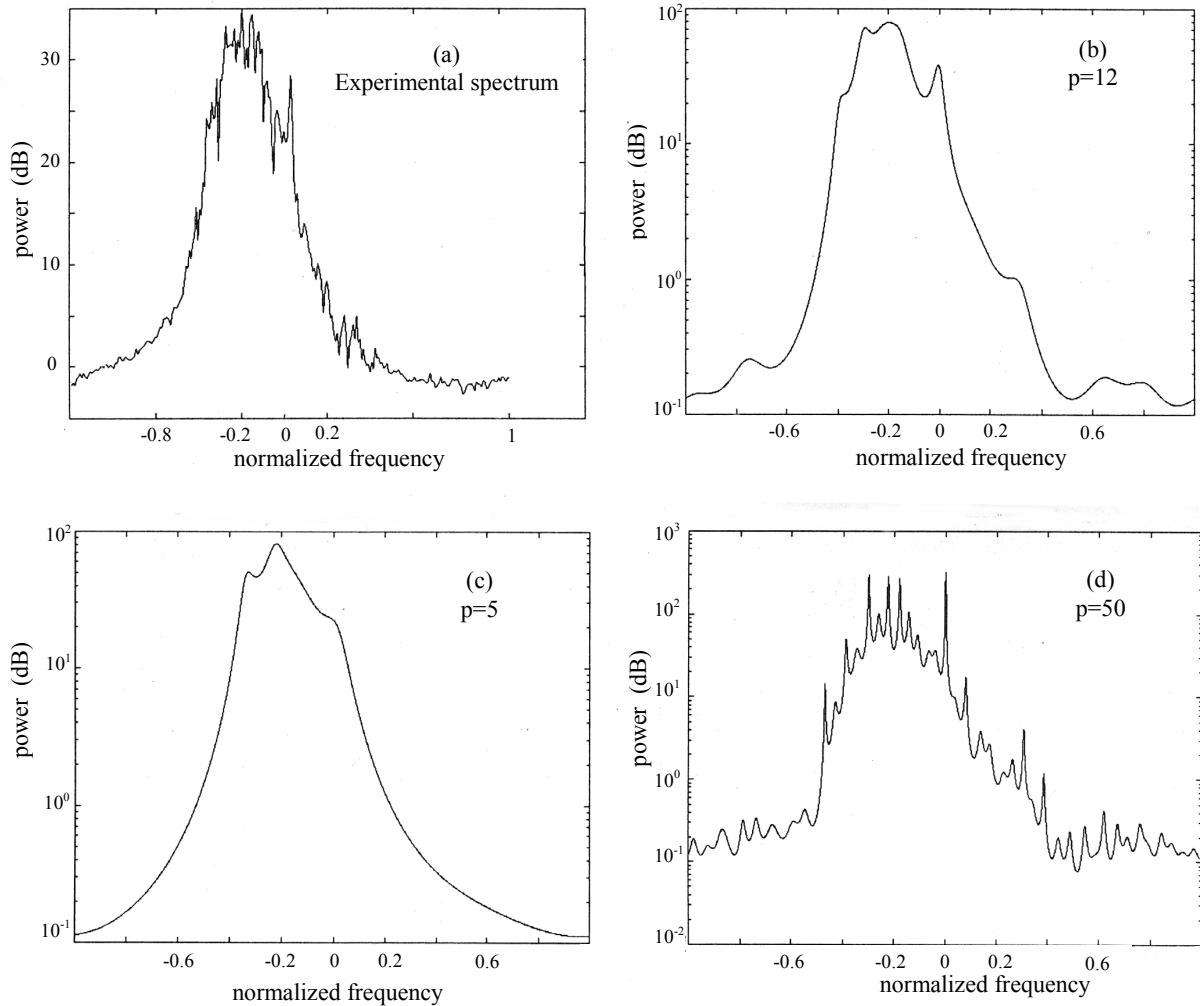 (a)
Experimental spectrum
power (dB)
30
20
10
0
-0.8
-0.2
0
0.2
1
normalized frequency
(b)
p=12
power (dB)
10²
10¹
10⁰
10⁻¹
-0.6
-0.2
0
0.2
0.6
normalized frequency
(c)
p=5
power (dB)
10²
10¹
10⁰
10⁻¹
-0.6
-0.2
0
0.2
0.6
normalized frequency
(d)
p=50
power (dB)
10³
10²
10¹
10⁰
10⁻¹
10⁻²
-0.6
-0.2
0
0.2
0.6
normalized frequency